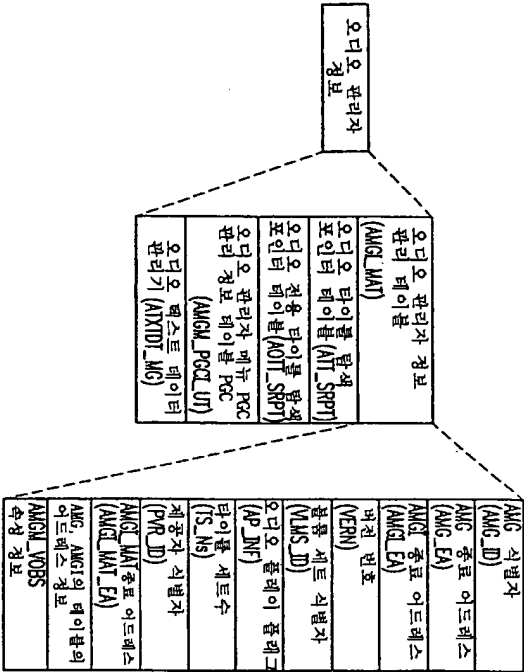 오디오 관리자
정보
오디오 관리자 정보
관리 테이블
(AMGI_MAT)
오디오 타이틀 탐색
포인터 테이블(ATT_SRPT)
오디오 전용 타이틀 탐색
포인터 테이블(AOTT_SRPT)
오디오 관리자 메뉴 PGC
관리 정보 테이블 PGC
(AMGM_PGCI_UT)
오디오 텍스트 데이터
관리기 (ATXTDT_MG)
AMG 식별자
(AMG_ID)
AMG 종료 어드레스
(AMG_EA)
AMGI 종료 어드레스
(AMGI_EA)
버전 번호
(VERN)
볼륨 세트 식별자
(VLMS_ID)
오디오 플레이 플래그
(AP_INF)
타이틀 세트수
(TS_Ns)
제공자 식별자
(PVR_ID)
AMGI_MAT종료 어드레스
(AMGI_MAT_EA)
AMG, AMGI의 테이블의
어드레스 정보
AMGM_VOBS
속성 정보